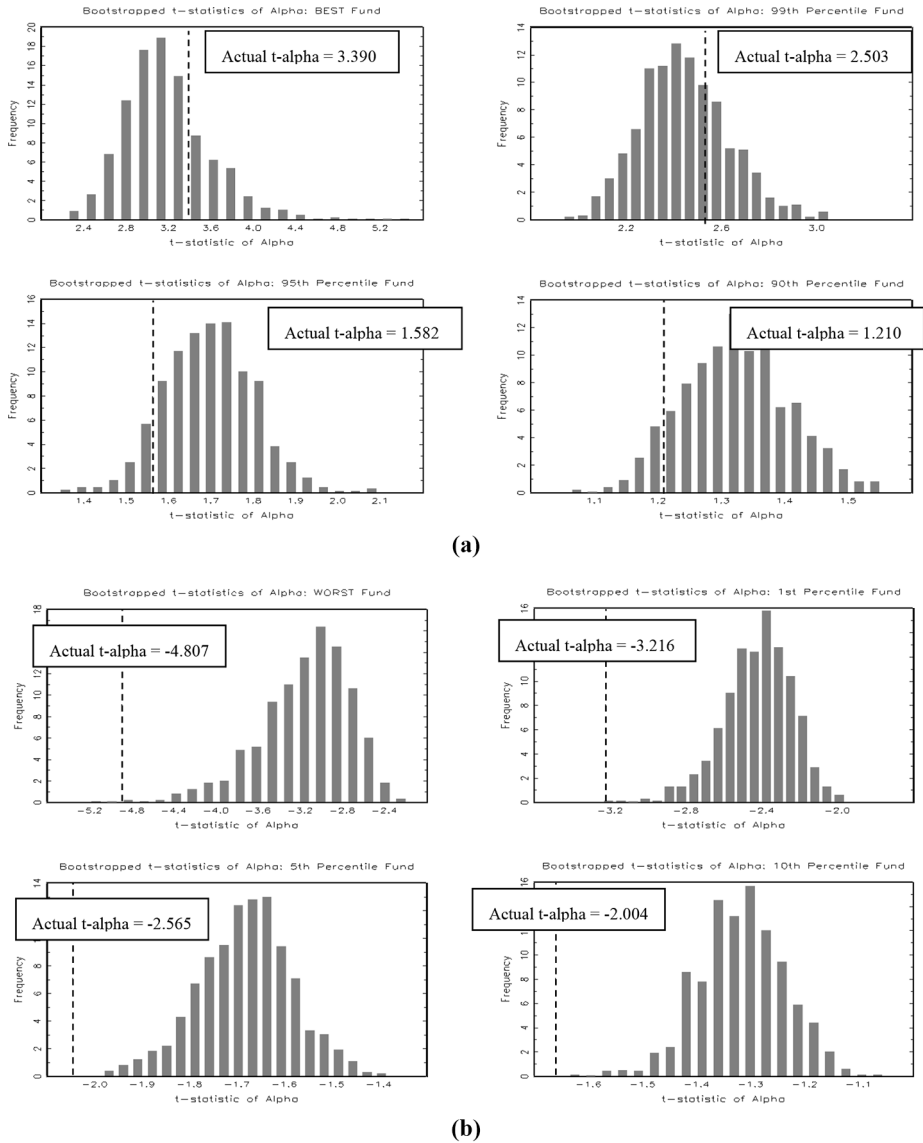 Bootstrapped t-statistics of Alpha: BEST Fund
Actual t-alpha = 3.390
Frequency
0 2 4 6 8 10 12 14 16 18 20
2.4 2.8 3.2 3.6 4.0 4.4 4.8 5.2
t-statistic of Alpha
Bootstrapped t-statistics of Alpha: 99th Percentile Fund
Actual t-alpha = 2.503
Frequency
0 2 4 6 8 10 12 14
2.2 2.6 3.0
t-statistic of Alpha
Bootstrapped t-statistics of Alpha: 95th Percentile Fund
Actual t-alpha = 1.582
Frequency
0 2 4 6 8 10 12 14 16
1.4 1.5 1.6 1.7 1.8 1.9 2.0 2.1
t-statistic of Alpha
Bootstrapped t-statistics of Alpha: 90th Percentile Fund
Actual t-alpha = 1.210
Frequency
0 2 4 6 8 10 12 14
1.1 1.2 1.3 1.4 1.5
t-statistic of Alpha
(a)
Bootstrapped t-statistics of Alpha: WORST Fund
Actual t-alpha = -4.807
Frequency
0 2 4 6 8 10 12 14 16 18
-5.2 -4.8 -4.4 -4.0 -3.6 -3.2 -2.8 -2.4
t-statistic of Alpha
Bootstrapped t-statistics of Alpha: 1st Percentile Fund
Actual t-alpha = -3.216
Frequency
0 2 4 6 8 10 12 14 16
-3.2 -2.8 -2.4 -2.0
t-statistic of Alpha
Bootstrapped t-statistics of Alpha: 5th Percentile Fund
Actual t-alpha = -2.565
Frequency
0 2 4 6 8 14
-2.0 -1.9 -1.8 -1.7 -1.6 -1.5 -1.4
t-statistic of Alpha
Bootstrapped t-statistics of Alpha: 10th Percentile Fund
Actual t-alpha = -2.004
Frequency
0 2 4 6 8 10 16
-1.6 -1.5 -1.4 -1.3 -1.2 -1.1
t-statistic of Alpha
(b)